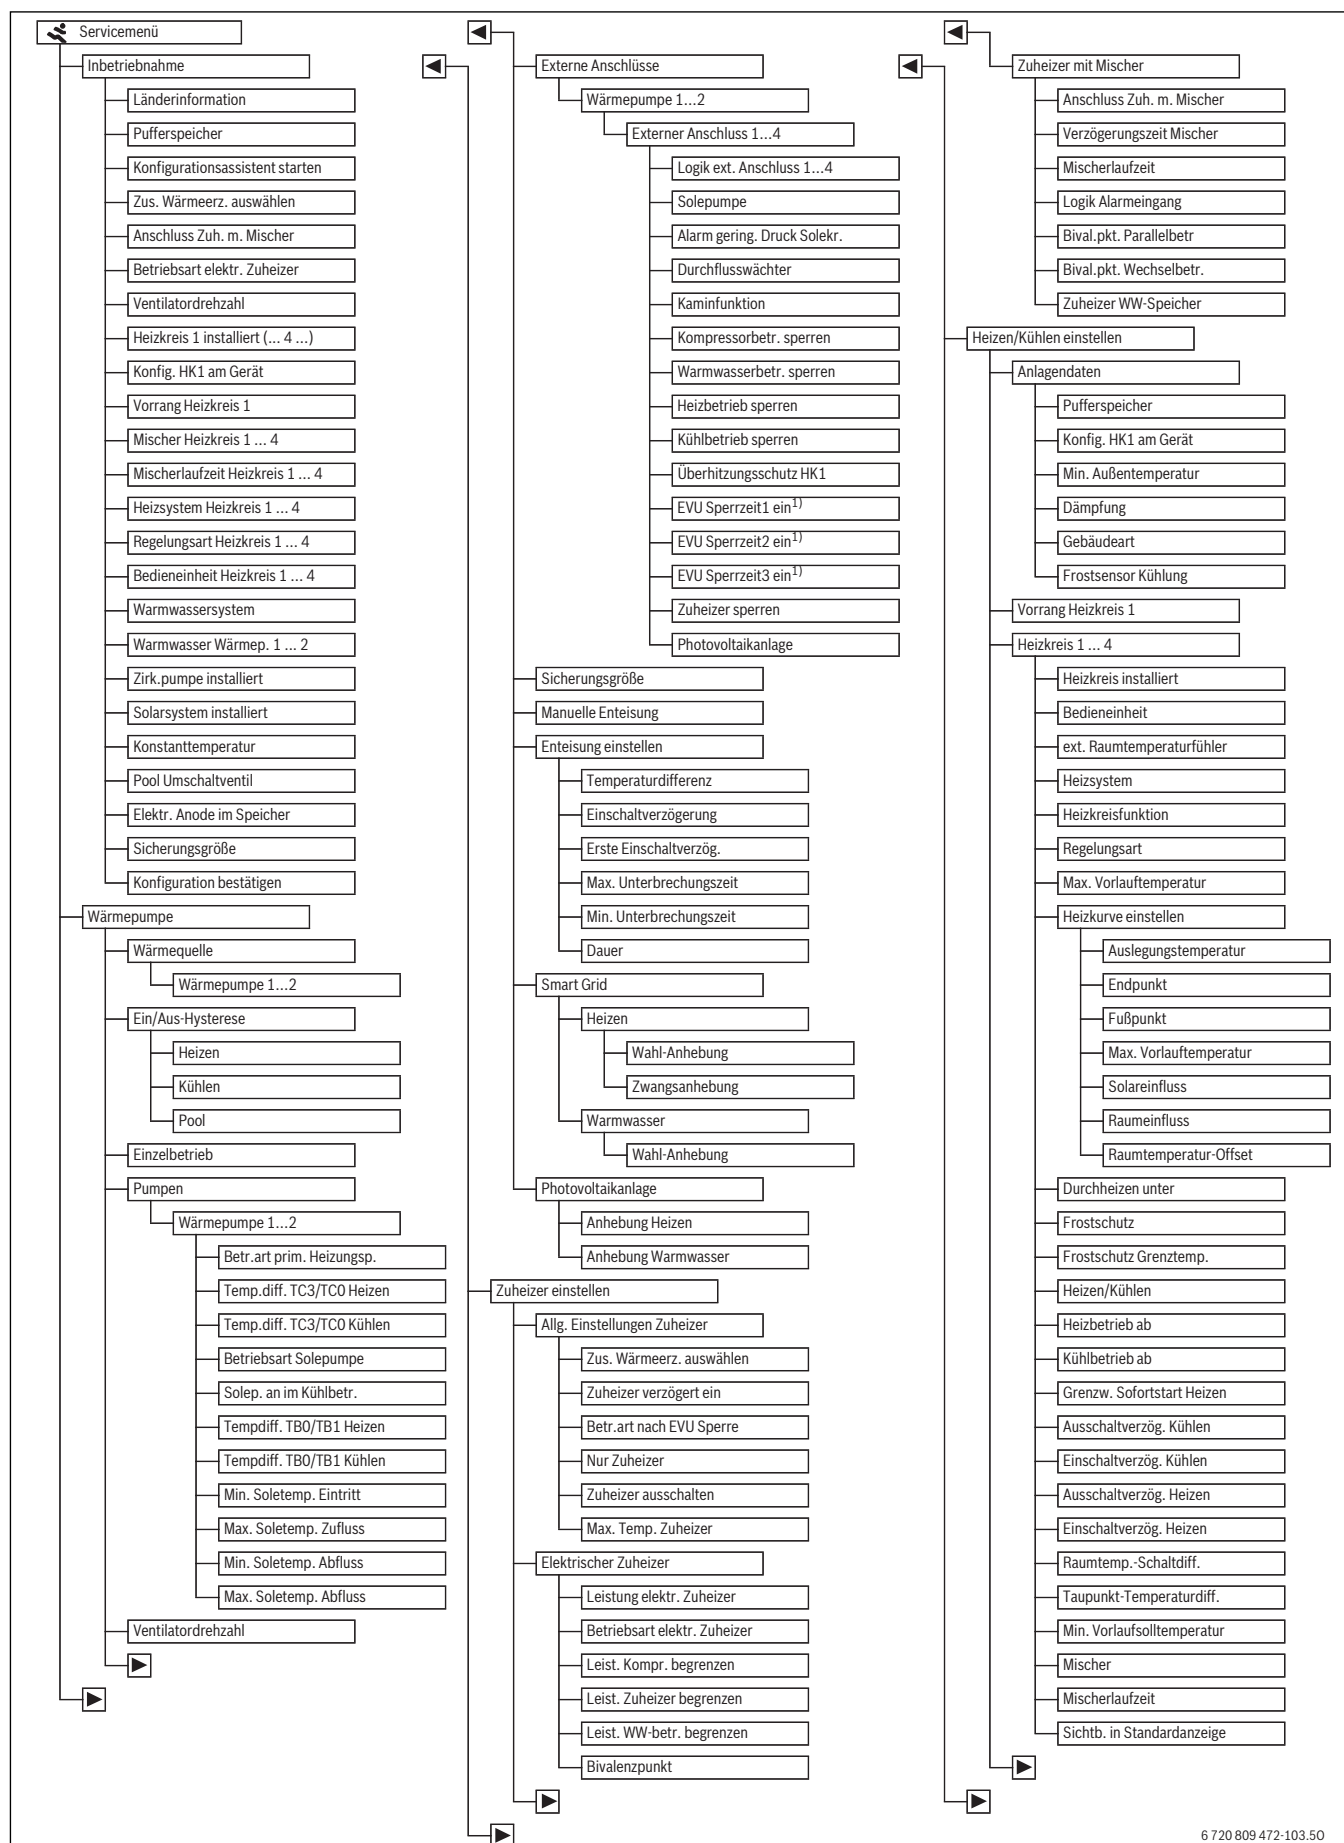 Servicemenü
Inbetriebnahme
Länderinformation
Pufferspeicher
Konfigurationsassistent starten
Zus. Wärmeerz. auswählen
Anschluss Zuh. m. Mischer
Betriebsart elektr. Zuheizer
Ventilatordrehzahl
Heizkreis 1 installiert (... 4 ...)
Konfig. HK1 am Gerät
Vorrang Heizkreis 1
Mischer Heizkreis 1 ... 4
Mischerlaufzeit Heizkreis 1 ... 4
Heizsystem Heizkreis 1 ... 4
Regelungsart Heizkreis 1 ... 4
Bedieneinheit Heizkreis 1 ... 4
Warmwassersystem
Warmwasser Wärmep. 1 ... 2
Zirk.pumpe installiert
Solarsystem installiert
Konstanttemperatur
Pool Umschaltventil
Elektr. Anode im Speicher
Sicherungsgröße
Konfiguration bestätigen
Wärmepumpe
Wärmequelle
Wärmepumpe 1...2
Ein/Aus-Hysterese
Heizen
Kühlen
Pool
Einzelbetrieb
Pumpen
Wärmepumpe 1...2
Betr.art prim. Heizungsp.
Temp.diff. TC3/TC0 Heizen
Temp.diff. TC3/TC0 Kühlen
Betriebsart Solepumpe
Solep. an im Kühlbetr.
Tempdiff. TB0/TB1 Heizen
Tempdiff. TB0/TB1 Kühlen
Min. Soletemp. Eintritt
Max. Soletemp. Zufluss
Min. Soletemp. Abfluss
Max. Soletemp. Abfluss
Ventilatordrehzahl
Externe Anschlüsse
Wärmepumpe 1...2
Externer Anschluss 1...4
Logik ext. Anschluss 1...4
Solepumpe
Alarm gering. Druck Solekr.
Durchflusswächter
Kaminfunktion
Kompressorbetr. sperren
Warmwasserbetr. sperren
Heizbetrieb sperren
Kühlbetrieb sperren
Überhitzungsschutz HK1
EVU Sperrzeit1 ein1)
EVU Sperrzeit2 ein1)
EVU Sperrzeit3 ein1)
Zuheizer sperren
Photovoltaikanlage
Sicherungsgröße
Manuelle Enteisung
Enteisung einstellen
Temperaturdifferenz
Einschaltverzögerung
Erste Einschaltverzög.
Max. Unterbrechungszeit
Min. Unterbrechungszeit
Dauer
Smart Grid
Heizen
Wahl-Anhebung
Zwangsanhebung
Warmwasser
Wahl-Anhebung
Photovoltaikanlage
Anhebung Heizen
Anhebung Warmwasser
Zuheizer einstellen
Allg. Einstellungen Zuheizer
Zus. Wärmeerz. auswählen
Zuheizer verzögert ein
Betr.art nach EVU Sperre
Nur Zuheizer
Zuheizer ausschalten
Max. Temp. Zuheizer
Elektrischer Zuheizer
Leistung elektr. Zuheizer
Betriebsart elektr. Zuheizer
Leist. Kompr. begrenzen
Leist. Zuheizer begrenzen
Leist. WW-betr. begrenzen
Bivalenzpunkt
Zuheizer mit Mischer
Anschluss Zuh. m. Mischer
Verzögerungszeit Mischer
Mischerlaufzeit
Logik Alarmeingang
Bival.pkt. Parallelbetr
Bival.pkt. Wechselbetr.
Zuheizer WW-Speicher
Heizen/Kühlen einstellen
Anlagendaten
Pufferspeicher
Konfig. HK1 am Gerät
Min. Außentemperatur
Dämpfung
Gebäudeart
Frostsensor Kühlung
Vorrang Heizkreis 1
Heizkreis 1 ... 4
Heizkreis installiert
Bedieneinheit
ext. Raumtemperaturfühler
Heizsystem
Heizkreisfunktion
Regelungsart
Max. Vorlauftemperatur
Heizkurve einstellen
Auslegungstemperatur
Endpunkt
Fußpunkt
Max. Vorlauftemperatur
Solareinfluss
Raumeinfluss
Raumtemperatur-Offset
Durchheizen unter
Frostschutz
Frostschutz Grenztemp.
Heizen/Kühlen
Heizbetrieb ab
Kühlbetrieb ab
Grenzw. Sofortstart Heizen
Ausschaltverzög. Kühlen
Einschaltverzög. Kühlen
Ausschaltverzög. Heizen
Einschaltverzög. Heizen
Raumtemp.-Schaltdiff.
Taupunkt-Temperaturdiff.
Min. Vorlaufsolltemperatur
Mischer
Mischerlaufzeit
Sichtb. in Standardanzeige
6 720 809 472-103.5O